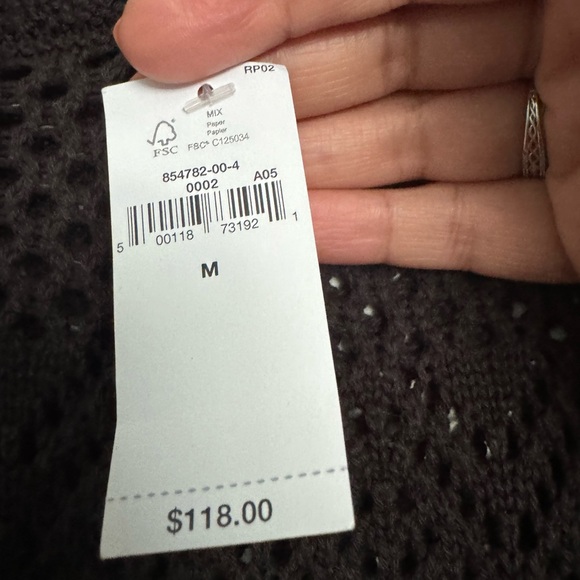 RP02
MIX
Paper
Papier
FSC
FSC® C125034
854782-00-4
0002 A05
5 00118 73192 1
M
$118.00